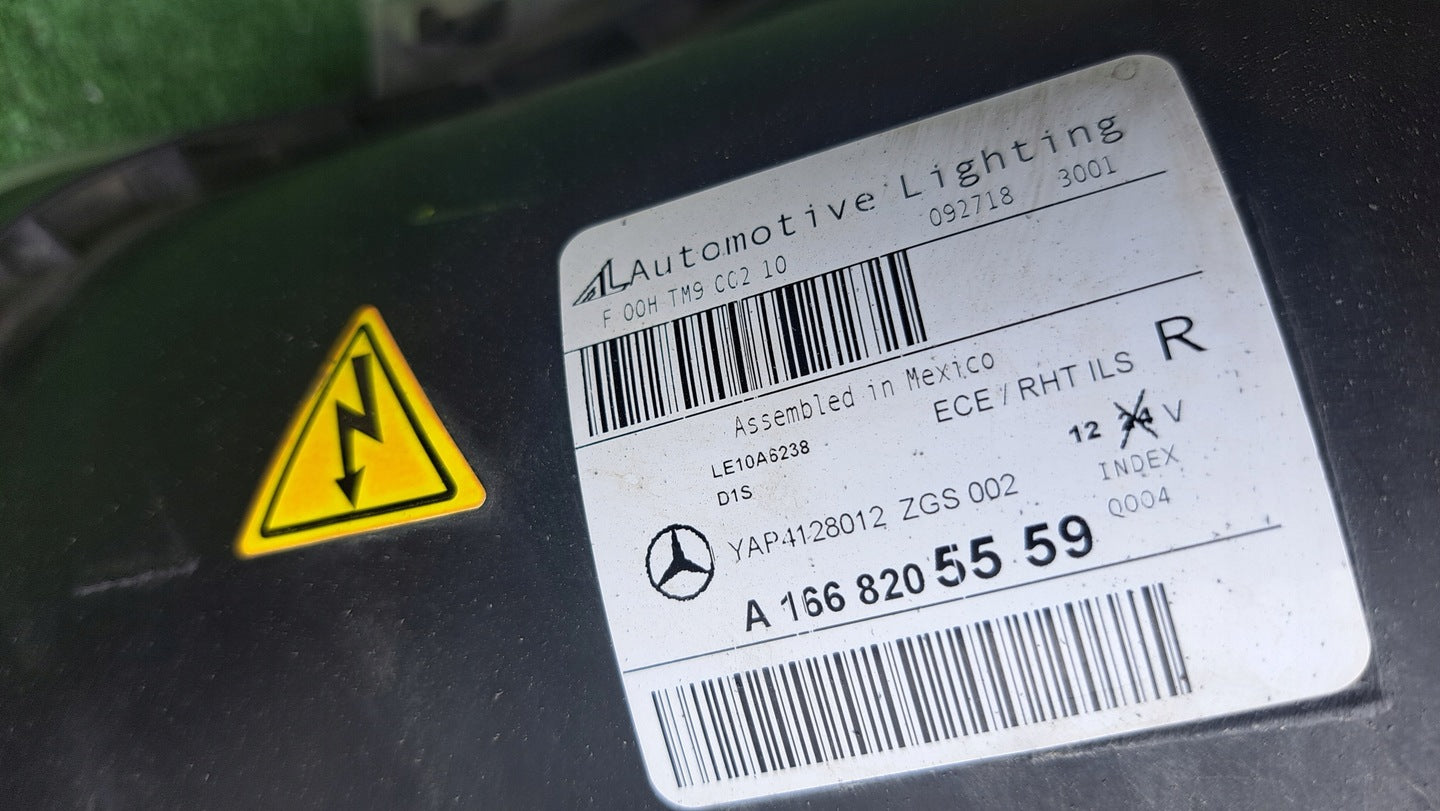 AL Automotive Lighting
F 00H TM9 CC2 10 092718 3001
Assembled in Mexico
ECE / RHT ILS R
LE10A6238
12 24 V
D1S
INDEX
YAP4128012 ZGS 002
Q004
A 166 820 55 59